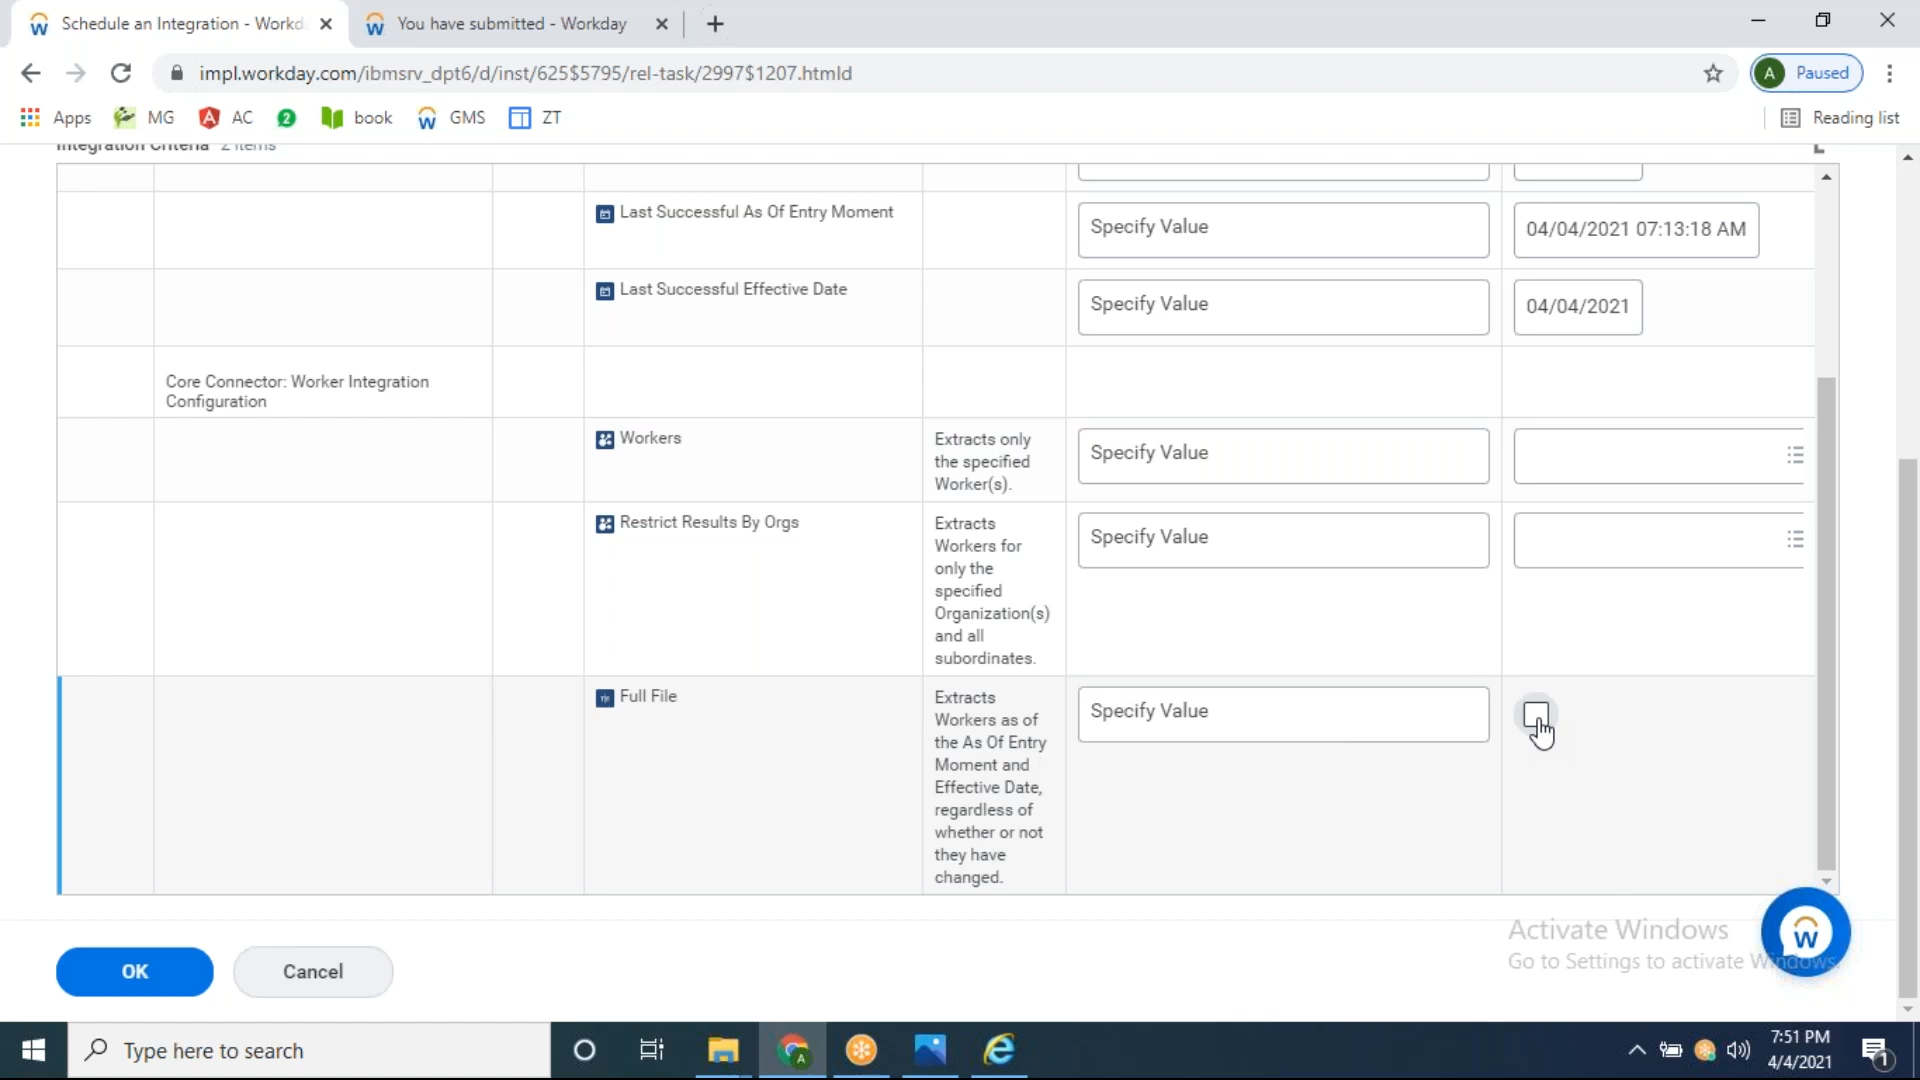 Schedule an Integration - Workd
You have submitted - Workday
impl.workday.com/ibmsrv_dpt6/d/inst/625$5795/rel-task/2997$1207.htmld
A Paused
Apps
MG
AC
2
book
GMS
ZT
Reading list
Integration Criteria 2 items
Last Successful As Of Entry Moment
Specify Value
04/04/2021 07:13:18 AM
Last Successful Effective Date
Specify Value
04/04/2021
Core Connector: Worker Integration
Configuration
Workers
Extracts only
the specified
Worker(s).
Specify Value
Restrict Results By Orgs
Extracts
Workers for
only the
specified
Organization(s)
and all
subordinates.
Specify Value
Full File
Extracts
Workers as of
the As Of Entry
Moment and
Effective Date,
regardless of
whether or not
they have
changed.
Specify Value
OK
Cancel
Activate Windows
Go to Settings to activate Windows.
Type here to search
7:51 PM
4/4/2021
1